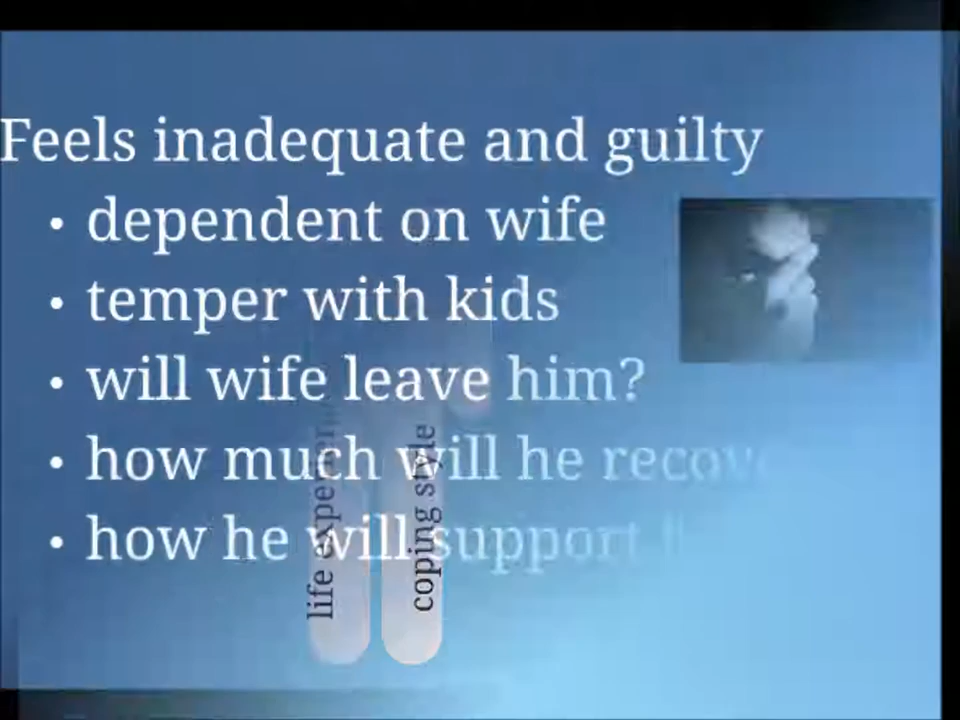 Feels inadequate and guilty
• dependent on wife
• temper with kids
• will wife leave him?
• how much will he
• how he will support
life
coping style